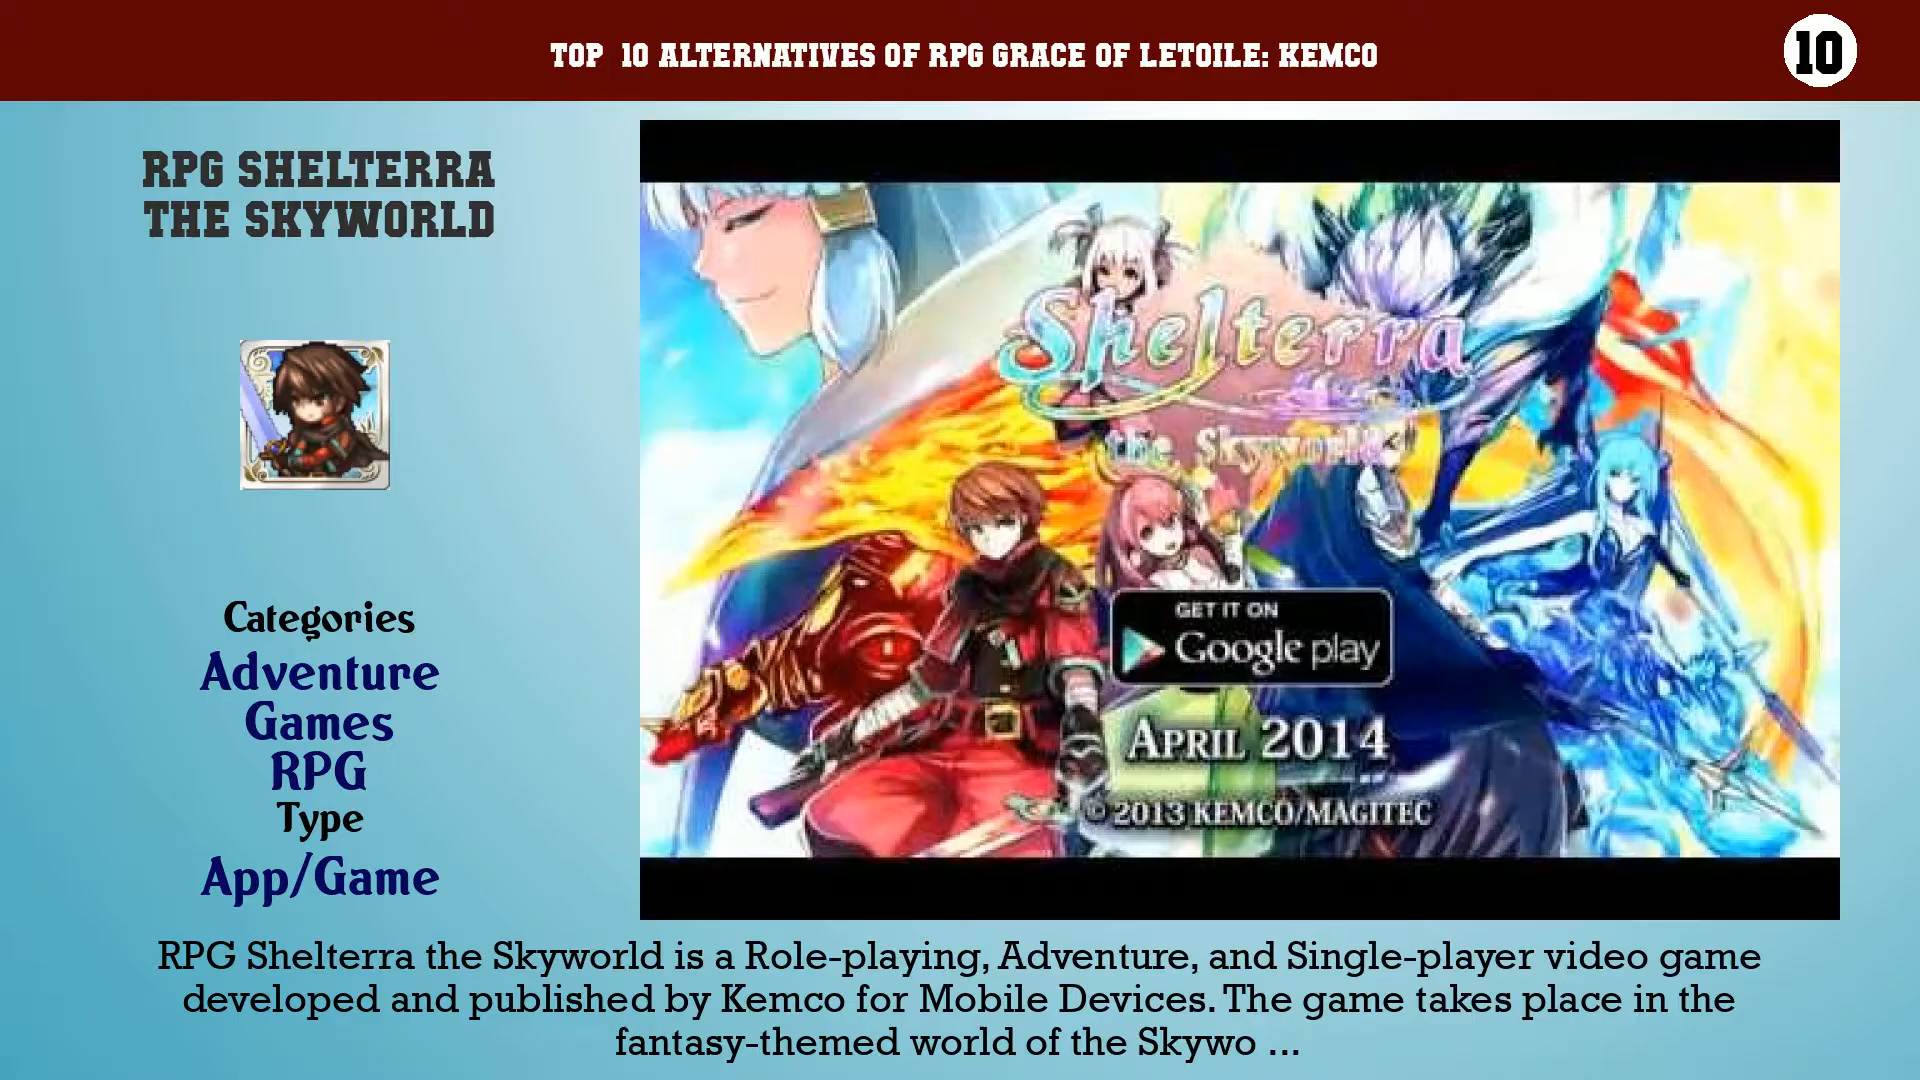 TOP 10 ALTERNATIVES OF RPG GRACE OF LETOILE: KEMCO
10
RPG SHELTERRA
THE SKYWORLD
Shelterra
the Skyworld
GET IT ON
Google play
APRIL 2014
© 2013 KEMCO/MAGITEC
Categories
Adventure
Games
RPG
Type
App/Game
RPG Shelterra the Skyworld is a Role-playing, Adventure, and Single-player video game
developed and published by Kemco for Mobile Devices. The game takes place in the
fantasy-themed world of the Skywo ...